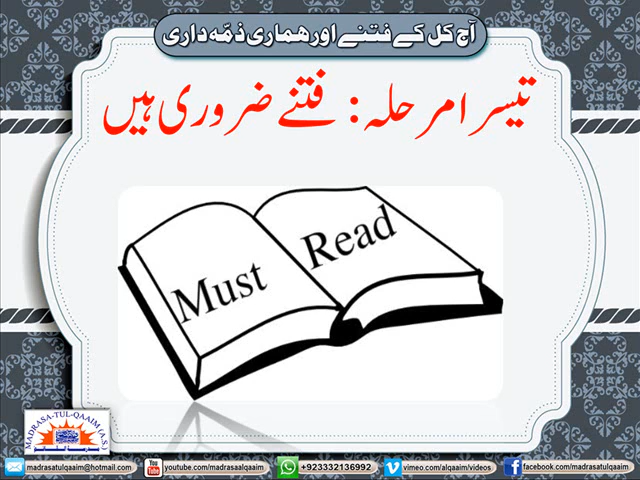 آج کل کے فتنے اور ہماری ذمّہ داری
تیسرا مرحلہ: فتنے ضروری ہیں
Must Read
MADRASA-TUL-QAAIM (A.S.)
madrasatulqaaim@hotmail.com
youtube.com/madrasaalqaaim
+923332136992
vimeo.com/alqaaim/videos
facebook.com/madrasatulqaaim